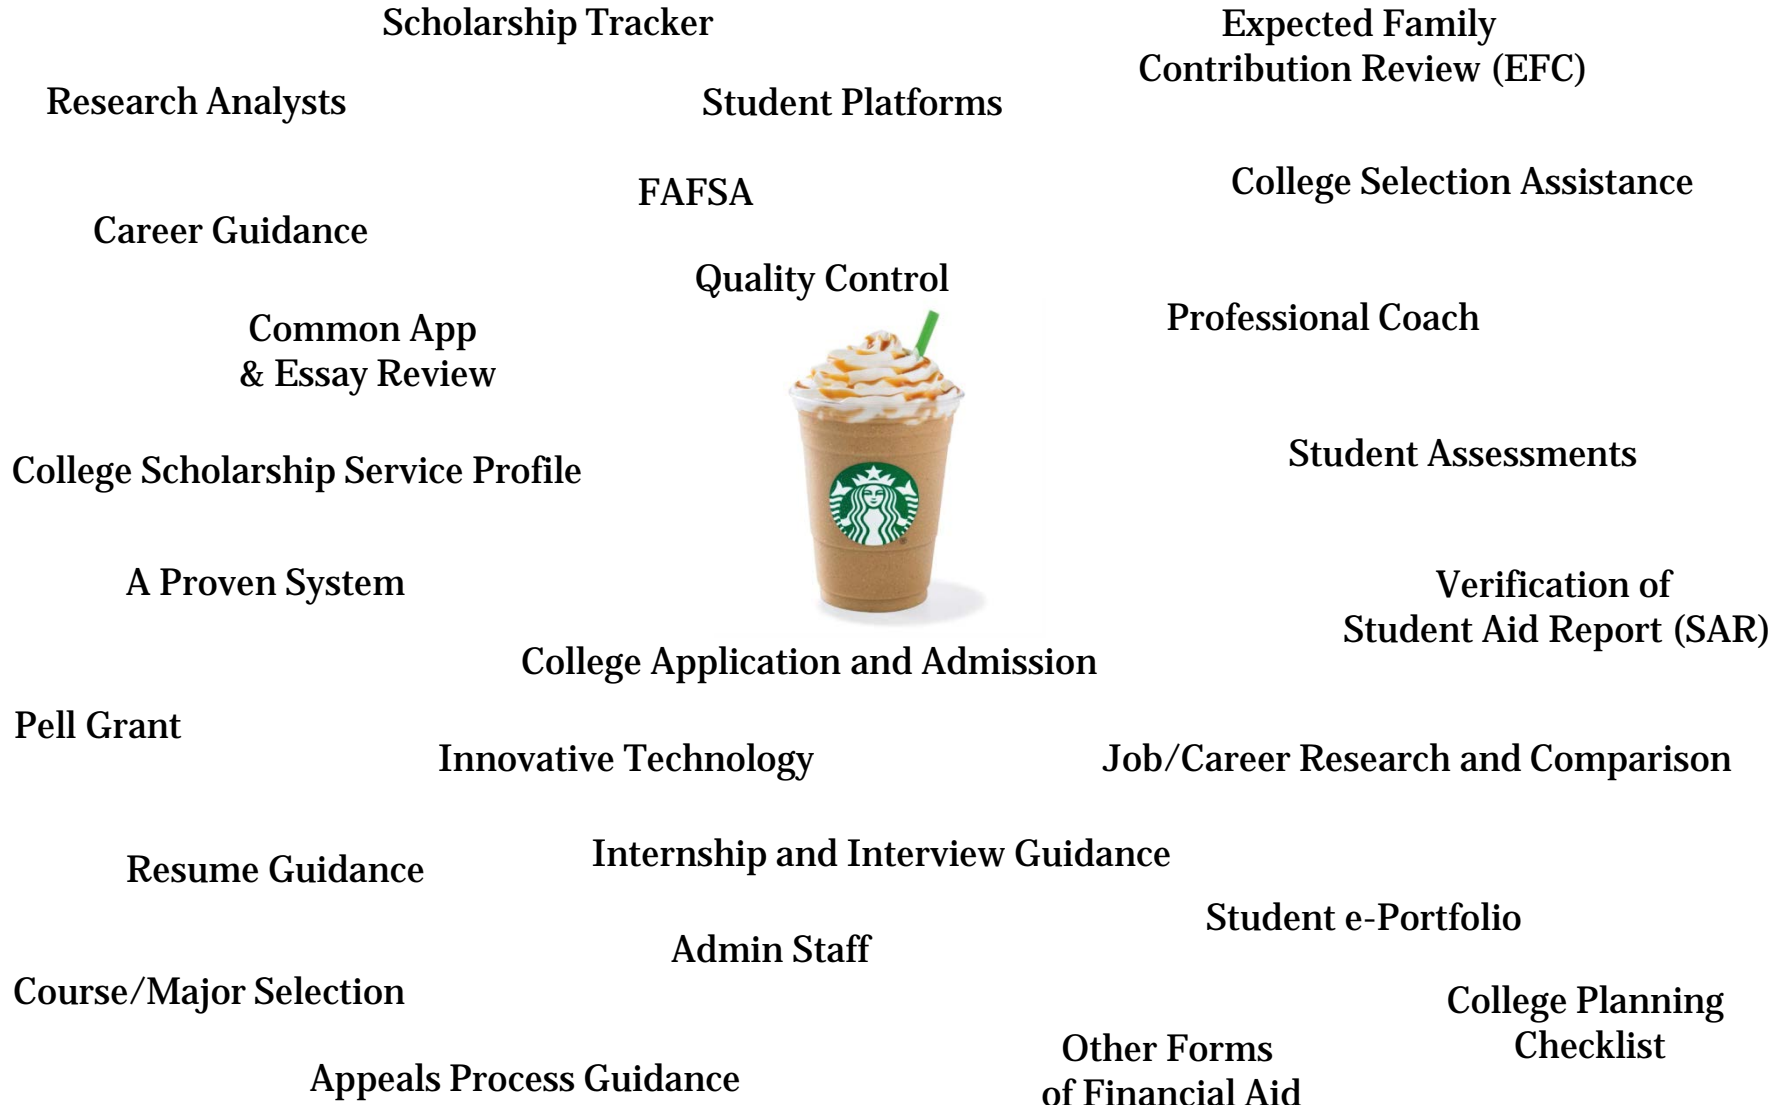 Scholarship Tracker
Expected Family
Contribution Review (EFC)
Research Analysts
Student Platforms
FAFSA
College Selection Assistance
Career Guidance
Quality Control
Common App
& Essay Review
Professional Coach
College Scholarship Service Profile
Student Assessments
A Proven System
Verification of
Student Aid Report (SAR)
College Application and Admission
Pell Grant
Innovative Technology
Job/Career Research and Comparison
Resume Guidance
Internship and Interview Guidance
Student e-Portfolio
Admin Staff
Course/Major Selection
College Planning
Checklist
Other Forms
of Financial Aid
Appeals Process Guidance